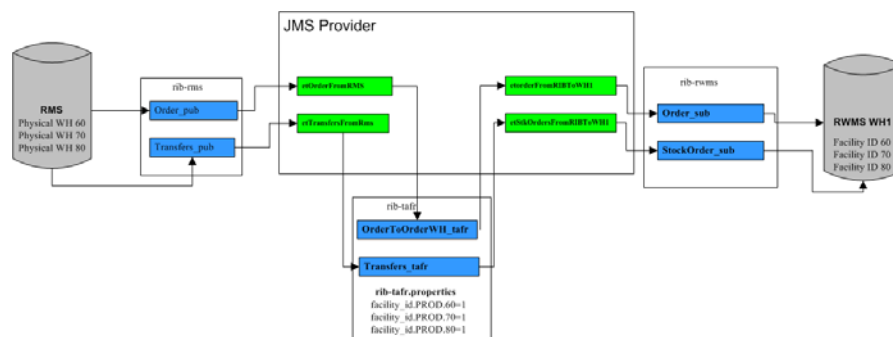 JMS Provider
RMS
Physical WH 60
Physical WH 70
Physical WH 80
rib-rms
Order_pub
Transfers_pub
etOrderFromRMS
etTransfersFromRms
etorderFromRIBToWH1
etStkOrdersFromRIBToWH1
rib-rwms
Order_sub
StockOrder_sub
RWMS WH1
Facility ID 60
Facility ID 70
Facility ID 80
rib-tafr
OrderToOrderWH_tafr
Transfers_tafr
rib-tafr.properties
facility_id.PROD.60=1
facility_id.PROD.70=1
facility_id.PROD.80=1